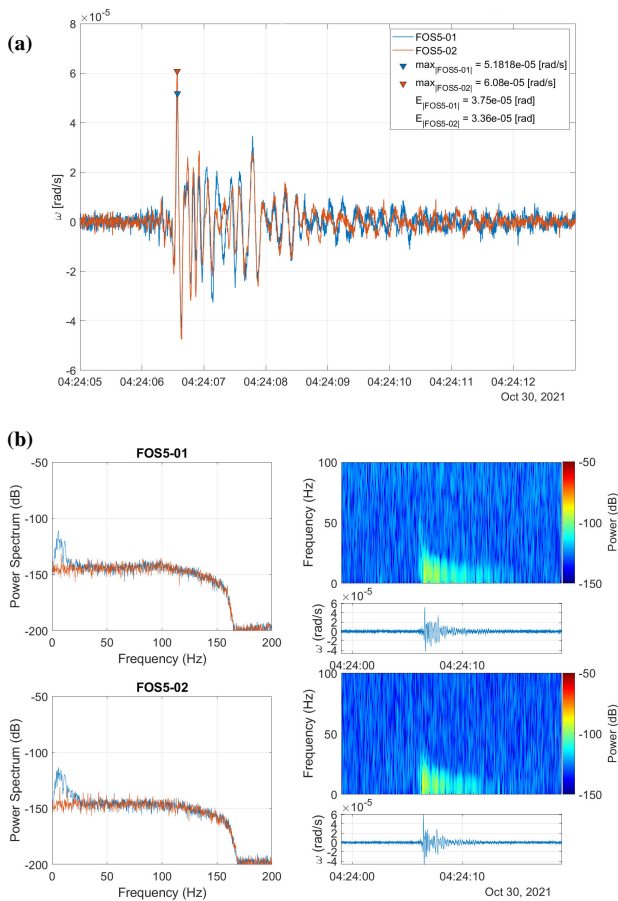 (a)
×10⁻⁵
8
6
4
2
0
-2
-4
-6
ω [rad/s]
FOS5-01
FOS5-02
max|FOS5-01| = 5.1818e-05 [rad/s]
max|FOS5-02| = 6.08e-05 [rad/s]
E|FOS5-01| = 3.75e-05 [rad]
E|FOS5-02| = 3.36e-05 [rad]
04:24:05 04:24:06 04:24:07 04:24:08 04:24:09 04:24:10 04:24:11 04:24:12
Oct 30, 2021
(b)
FOS5-01
-50
-100
-150
-200
Power Spectrum (dB)
0 50 100 150 200
Frequency (Hz)
100
50
0
Frequency (Hz)
-50
-100
-150
Power (dB)
×10⁻⁵
6
4
2
0
-2
-4
ω (rad/s)
04:24:00 04:24:10
FOS5-02
-50
-100
-150
-200
Power Spectrum (dB)
0 50 100 150 200
Frequency (Hz)
100
50
0
Frequency (Hz)
-50
-100
-150
Power (dB)
×10⁻⁵
6
4
2
0
-2
-4
ω (rad/s)
04:24:00 04:24:10
Oct 30, 2021